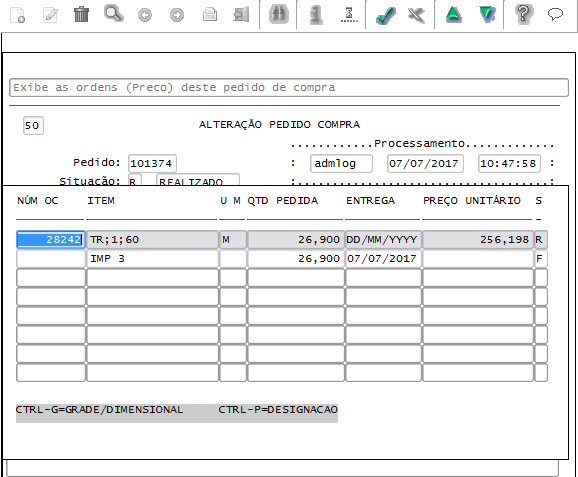 Exibe as ordens (Preco) deste pedido de compra
50 ALTERAÇÃO PEDIDO COMPRA
............Processamento.............
Pedido: 101374 : admlog 07/07/2017 10:47:58 :
Situação: R REALIZADO :......................................:
NÚM OC ITEM U M QTD PEDIDA ENTREGA PREÇO UNITÁRIO S
28242 TR;1;60 M 26,900 DD/MM/YYYY 256,198 R
IMP 3 26,900 07/07/2017 F
CTRL-G=GRADE/DIMENSIONAL CTRL-P=DESIGNACAO